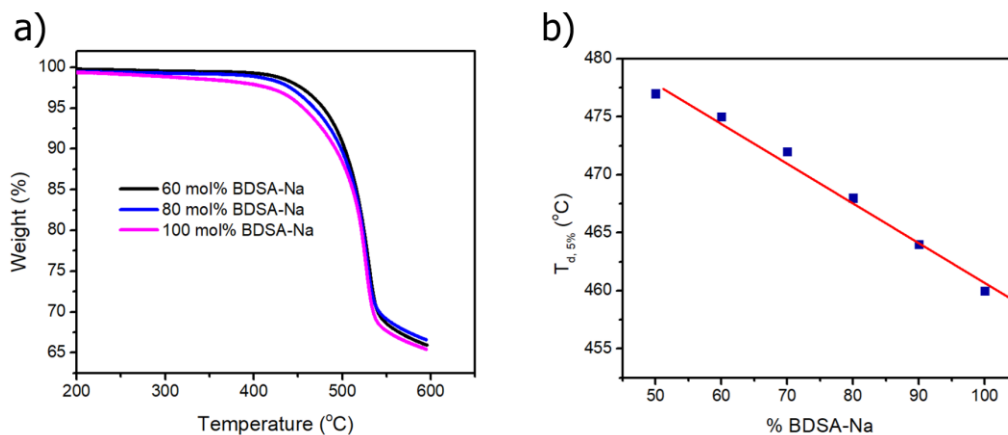 a)
100
95
90
85
80
75
70
65
Weight (%)
60 mol% BDSA-Na
80 mol% BDSA-Na
100 mol% BDSA-Na
200 300 400 500 600
Temperature (°C)
b)
480
475
470
465
460
455
T d, 5% (°C)
50 60 70 80 90 100
% BDSA-Na